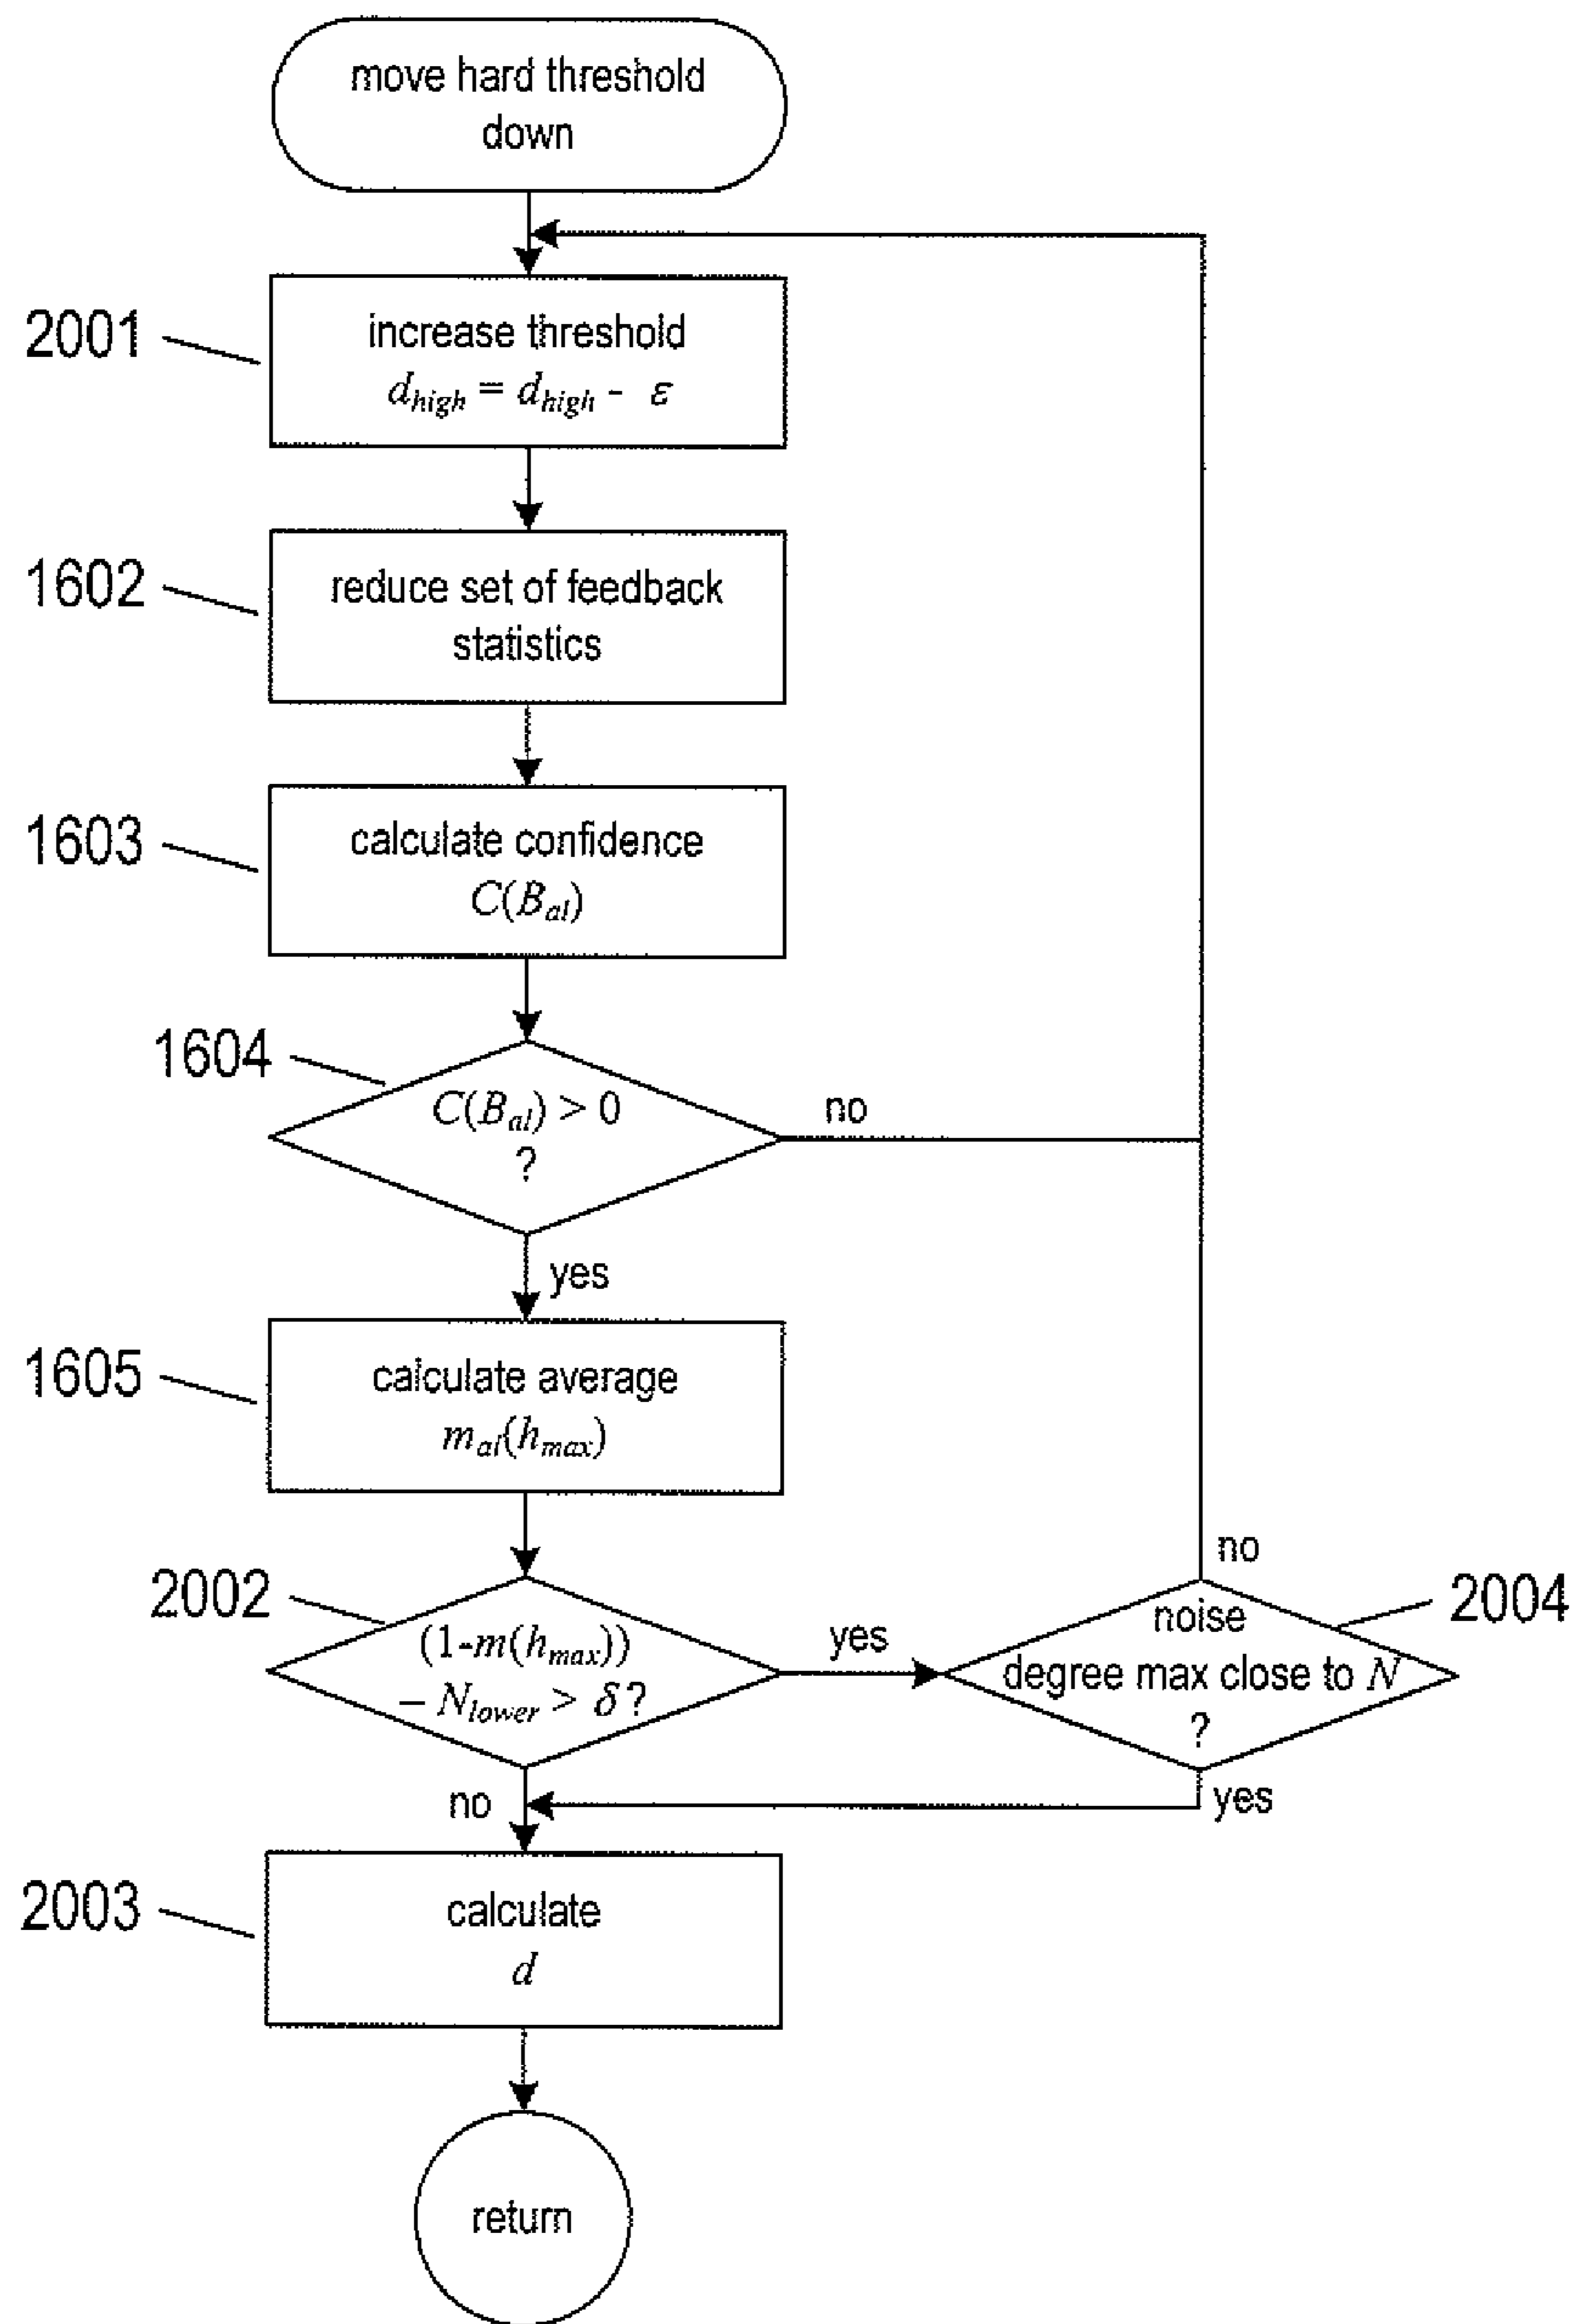 move hard threshold
down
2001
increase threshold
d_high = d_high - ε
1602
reduce set of feedback
statistics
1603
calculate confidence
C(B_al)
1604
C(B_al) > 0
?
no
yes
1605
calculate average
m_al(h_max)
2002
(1-m(h_max))
– N_lower > δ?
yes
no
noise
degree max close to N
?
2004
no
yes
2003
calculate
d
return